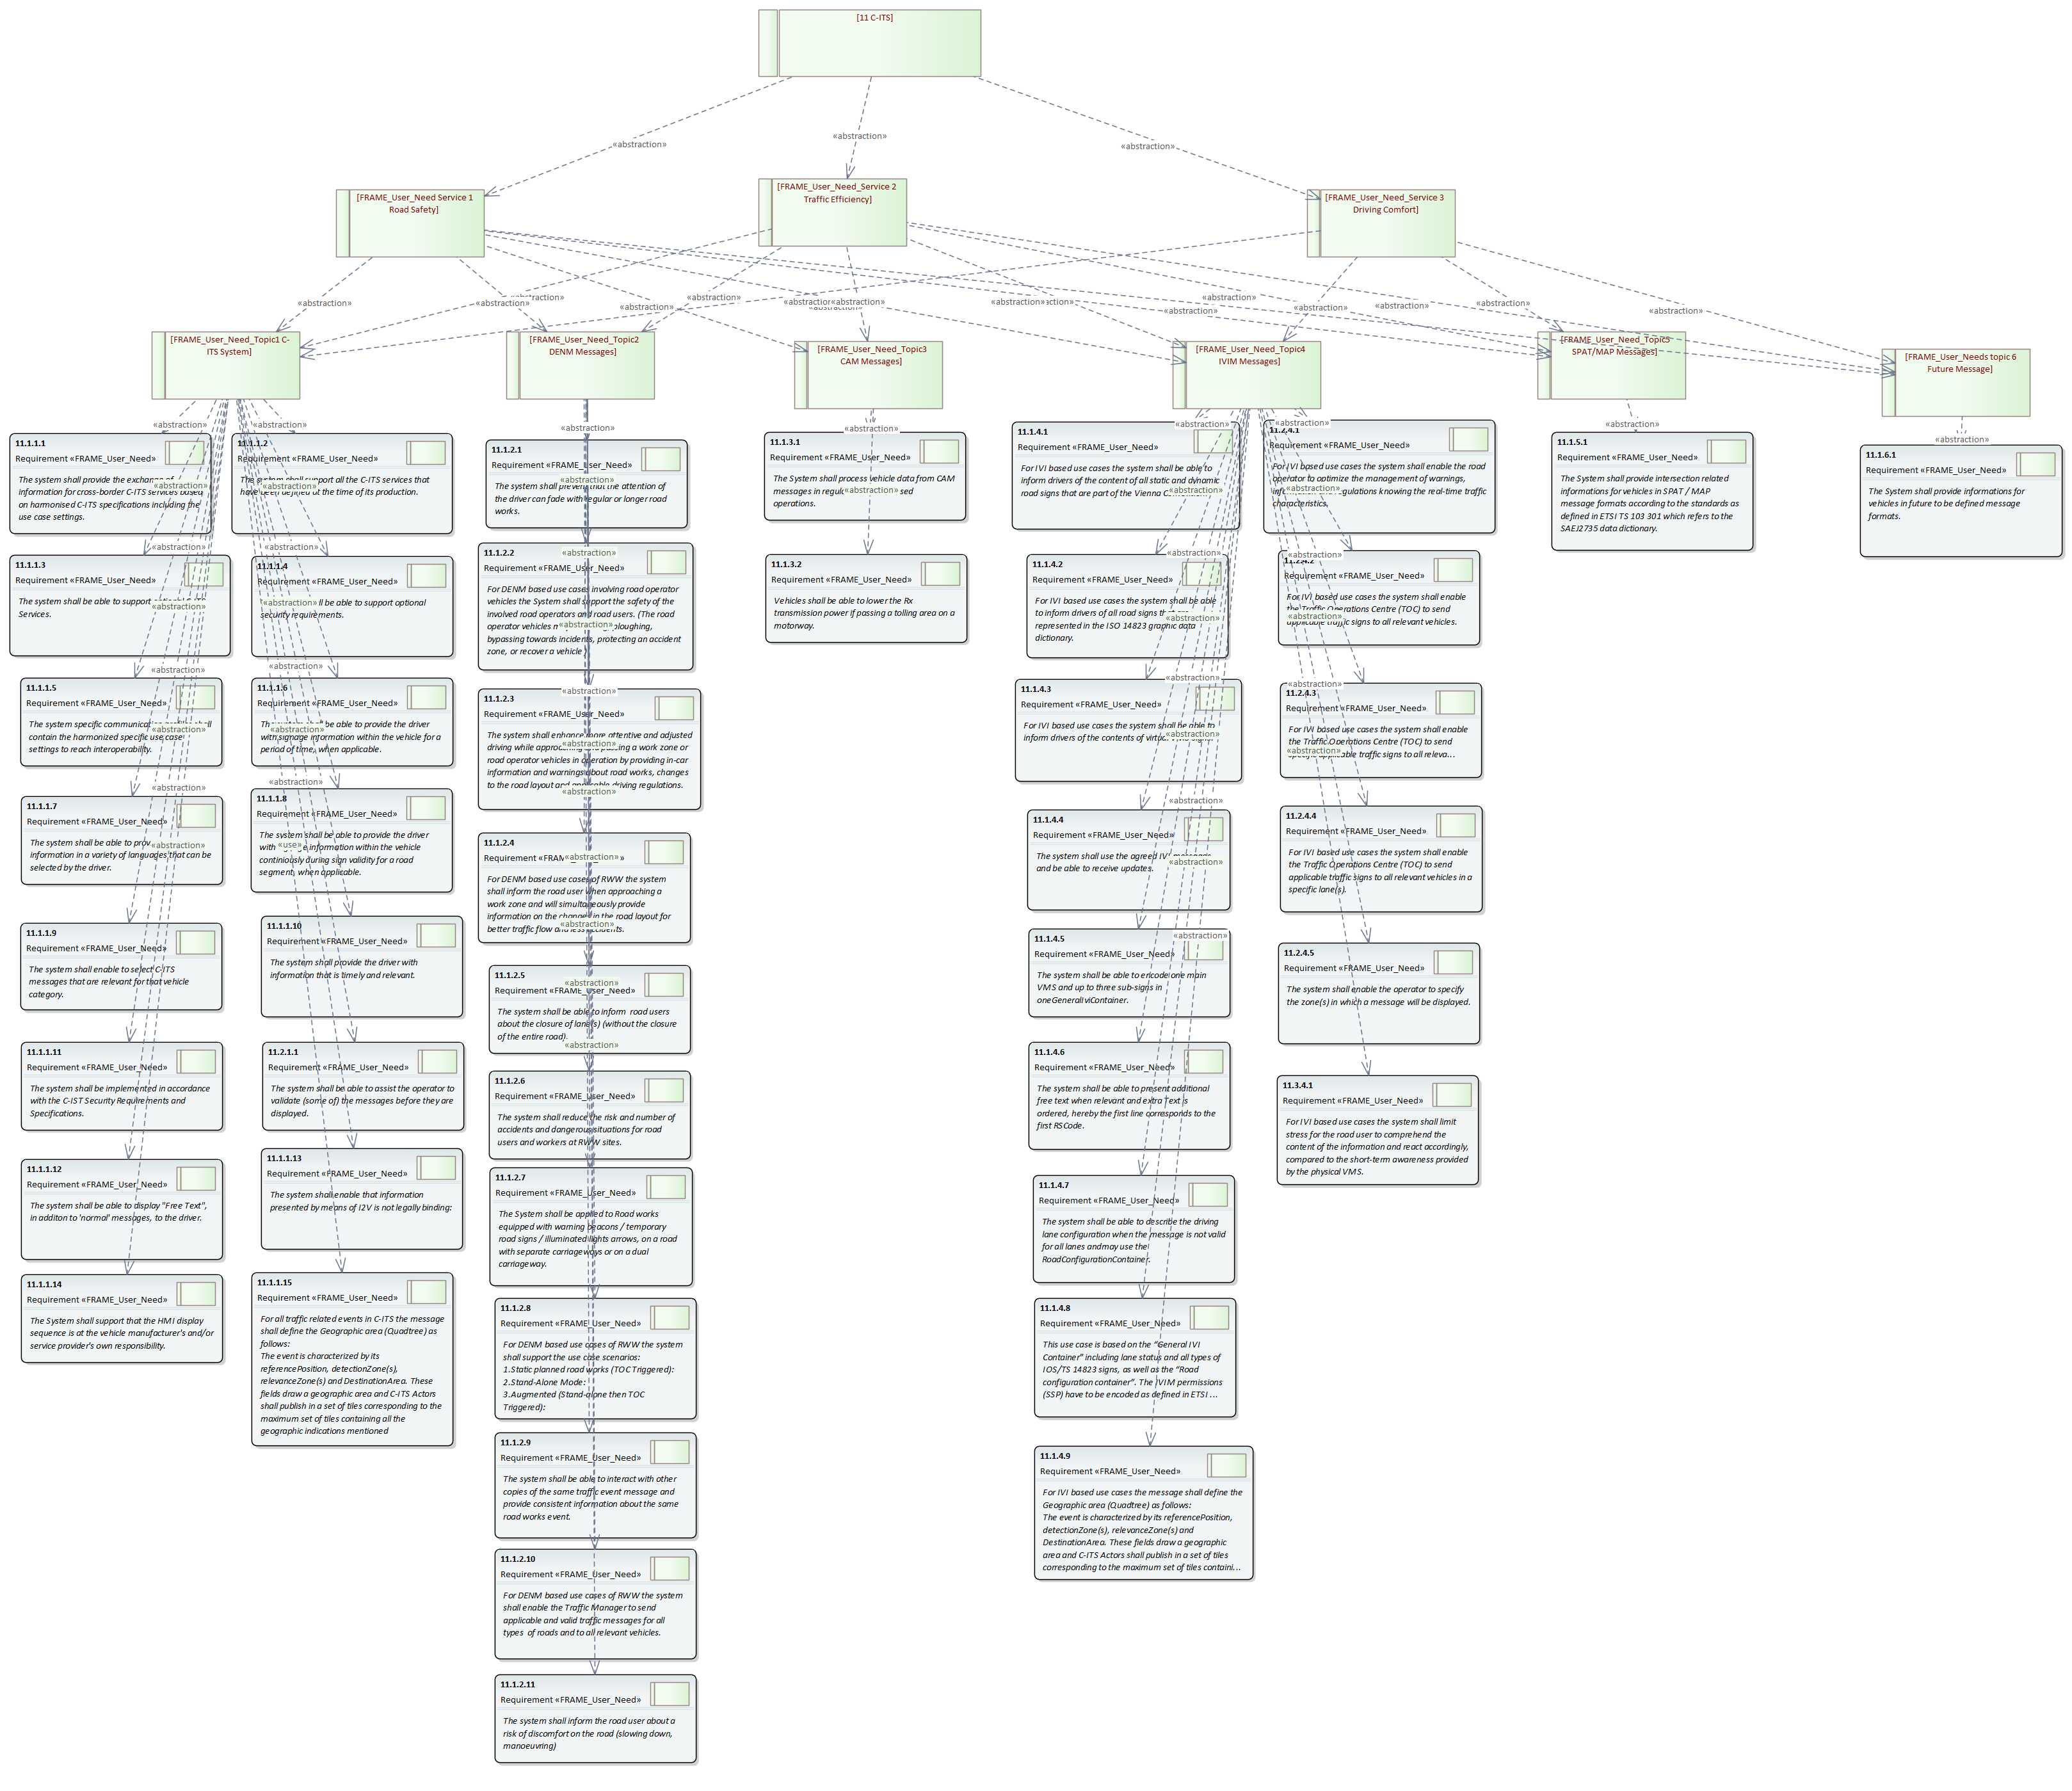 [11 C-ITS]
«abstraction»
«abstraction»
«abstraction»
[FRAME_User_Need Service 1
Road Safety]
[FRAME_User_Need_Service 2
Traffic Efficiency]
[FRAME_User_Need_Service 3
Driving Comfort]
«abstraction»
«abstraction»
«abstraction»
«abstraction»
«abstraction»
«abstraction»
«abstraction»
«abstraction»
«abstraction»
«abstraction»
«abstraction»
«abstraction»
[FRAME_User_Need_Topic1 C-
ITS System]
[FRAME_User_Need_Topic2
DENM Messages]
[FRAME_User_Need_Topic3
CAM Messages]
[FRAME_User_Need_Topic4
IVIM Messages]
[FRAME_User_Need_Topic5
SPAT/MAP Messages]
[FRAME_User_Needs topic 6
Future Message]
11.1.1.1
Requirement «FRAME_User_Need»
The system shall provide the exchange of
information for cross-border C-ITS services based
on harmonised C-ITS specifications including the
use case settings.
11.1.1.2
Requirement «FRAME_User_Need»
The system shall support all the C-ITS services that
have been defined at the time of its production.
11.1.1.3
Requirement «FRAME_User_Need»
The system shall be able to support
Services.
11.1.1.4
Requirement «FRAME_User_Need»
ll be able to support optional
security requirements.
11.1.1.5
Requirement «FRAME_User_Need»
The system specific communication shall
contain the harmonized specific use case
settings to reach interoperability.
11.1.1.6
Requirement «FRAME_User_Need»
The system shall be able to provide the driver
with signage information within the vehicle for a
period of time, when applicable.
11.1.1.7
Requirement «FRAME_User_Need»
The system shall be able to prov
information in a variety of languages that can be
selected by the driver.
11.1.1.8
Requirement «FRAME_User_Need»
The system shall be able to provide the driver
with information within the vehicle
continiously during sign validity for a road
segment, when applicable.
«use»
11.1.1.9
Requirement «FRAME_User_Need»
The system shall enable to select C-ITS
messages that are relevant for that vehicle
category.
11.1.1.10
Requirement «FRAME_User_Need»
The system shall provide the driver with
information that is timely and relevant.
11.1.1.11
Requirement «FRAME_User_Need»
The system shall be implemented in accordance
with the C-IST Security Requirements and
Specifications.
11.2.1.1
Requirement «FRAME_User_Need»
The system shall be able to assist the operator to
validate (some of) the messages before they are
displayed.
11.1.1.12
Requirement «FRAME_User_Need»
The system shall be able to display "Free Text",
in additon to 'normal' messages, to the driver.
11.1.1.13
Requirement «FRAME_User_Need»
The system shall enable that information
presented by means of I2V is not legally binding:
11.1.1.14
Requirement «FRAME_User_Need»
The System shall support that the HMI display
sequence is at the vehicle manufacturer's and/or
service provider's own responsibility.
11.1.1.15
Requirement «FRAME_User_Need»
For all traffic related events in C-ITS the message
shall define the Geographic area (Quadtree) as
follows:
The event is characterized by its
referencePosition, detectionZone(s),
relevanceZone(s) and DestinationArea. These
fields draw a geographic area and C-ITS Actors
shall publish in a set of tiles corresponding to the
maximum set of tiles containing all the
geographic indications mentioned
11.1.2.1
Requirement «FRAME_User_Need»
The system shall prevent that the attention of
the driver can fade with regular or longer road
works.
11.1.2.2
Requirement «FRAME_User_Need»
For DENM based use cases involving road operator
vehicles the System shall support the safety of the
involved road operators and road users. (The road
operator vehicles ploughing,
bypassing towards incidents, protecting an accident
zone, or recover a vehicle
11.1.2.3
Requirement «FRAME_User_Need»
The system shall enhance more attentive and adjusted
driving while approaching and passing a work zone or
road operator vehicles in operation by providing in-car
information and warnings about road works, changes
to the road layout and driving regulations.
11.1.2.4
For DENM based use cases of RWW the system
shall inform the road user when approaching a
work zone and will simultaneously provide
information on the changes in the road layout for
better traffic flow and less accidents.
11.1.2.5
Requirement «FRAME_User_Need»
The system shall be able to inform road users
about the closure of lane(s) (without the closure
of the entire road).
11.1.2.6
Requirement «FRAME_User_Need»
The system shall reduce the risk and number of
accidents and dangerous situations for road
users and workers at RWW sites.
11.1.2.7
Requirement «FRAME_User_Need»
The System shall be applied to Road works
equipped with warning beacons / temporary
road signs / illuminated lights arrows, on a road
with separate carriageways or on a dual
carriageway.
11.1.2.8
Requirement «FRAME_User_Need»
For DENM based use cases of RWW the system
shall support the use case scenarios:
1.Static planned road works (TOC Triggered):
2.Stand-Alone Mode:
3.Augmented (Stand-alone then TOC
Triggered):
11.1.2.9
Requirement «FRAME_User_Need»
The system shall be able to interact with other
copies of the same traffic event message and
provide consistent information about the same
road works event.
11.1.2.10
Requirement «FRAME_User_Need»
For DENM based use cases of RWW the system
shall enable the Traffic Manager to send
applicable and valid traffic messages for all
types of roads and to all relevant vehicles.
11.1.2.11
Requirement «FRAME_User_Need»
The system shall inform the road user about a
risk of discomfort on the road (slowing down,
manoeuvring)
11.1.3.1
Requirement «FRAME_User_Need»
The System shall process vehicle data from CAM
messages in regul sed
operations.
11.1.3.2
Requirement «FRAME_User_Need»
Vehicles shall be able to lower the Rx
transmission power if passing a tolling area on a
motorway.
11.1.4.1
Requirement «FRAME_User_Need»
For IVI based use cases the system shall be able to
inform drivers of the content of all static and dynamic
road signs that are part of the Vienna
11.2.4.1
Requirement «FRAME_User_Need»
For IVI based use cases the system shall enable the road
operator to optimize the management of warnings,
regulations knowing the real-time traffic
characteristics.
11.1.4.2
Requirement «FRAME_User_Need»
For IVI based use cases the system shall be able
to inform drivers of all road signs that are
represented in the ISO 14823 graphic data
dictionary.
11.2.4.2
Requirement «FRAME_User_Need»
For IVI based use cases the system shall enable
the Traffic Operations Centre (TOC) to send
applicable traffic signs to all relevant vehicles.
11.1.4.3
Requirement «FRAME_User_Need»
For IVI based use cases the system shall be able to
inform drivers of the contents of virtual
11.2.4.3
Requirement «FRAME_User_Need»
For IVI based use cases the system shall enable
the Traffic Operations Centre (TOC) to send
specific applicable traffic signs to all releva...
11.1.4.4
Requirement «FRAME_User_Need»
The system shall use the agreed IVI
and be able to receive updates.
11.2.4.4
Requirement «FRAME_User_Need»
For IVI based use cases the system shall enable
the Traffic Operations Centre (TOC) to send
applicable traffic signs to all relevant vehicles in a
specific lane(s).
11.1.4.5
Requirement «FRAME_User_Need»
The system shall be able to encode one main
VMS and up to three sub-signs in
oneGeneralIviContainer.
11.2.4.5
Requirement «FRAME_User_Need»
The system shall enable the operator to specify
the zone(s) in which a message will be displayed.
11.1.4.6
Requirement «FRAME_User_Need»
The system shall be able to present additional
free text when relevant and extra Text is
ordered, hereby the first line corresponds to the
first RSCode.
11.3.4.1
Requirement «FRAME_User_Need»
For IVI based use cases the system shall limit
stress for the road user to comprehend the
content of the information and react accordingly,
compared to the short-term awareness provided
by the physical VMS.
11.1.4.7
Requirement «FRAME_User_Need»
The system shall be able to describe the driving
lane configuration when the message is not valid
for all lanes andmay use the
RoadConfigurationContainer.
11.1.4.8
Requirement «FRAME_User_Need»
This use case is based on the "General IVI
Container" including lane status and all types of
IOS/TS 14823 signs, as well as the "Road
configuration container". The IVIM permissions
(SSP) have to be encoded as defined in ETSI ...
11.1.4.9
Requirement «FRAME_User_Need»
For IVI based use cases the message shall define the
Geographic area (Quadtree) as follows:
The event is characterized by its referencePosition,
detectionZone(s), relevanceZone(s) and
DestinationArea. These fields draw a geographic
area and C-ITS Actors shall publish in a set of tiles
corresponding to the maximum set of tiles containi...
«abstraction»
11.1.5.1
Requirement «FRAME_User_Need»
The System shall provide intersection related
informations for vehicles in SPAT / MAP
message formats according to the standards as
defined in ETSI TS 103 301 which refers to the
SAEJ2735 data dictionary.
«abstraction»
11.1.6.1
Requirement «FRAME_User_Need»
The System shall provide informations for
vehicles in future to be defined message
formats.